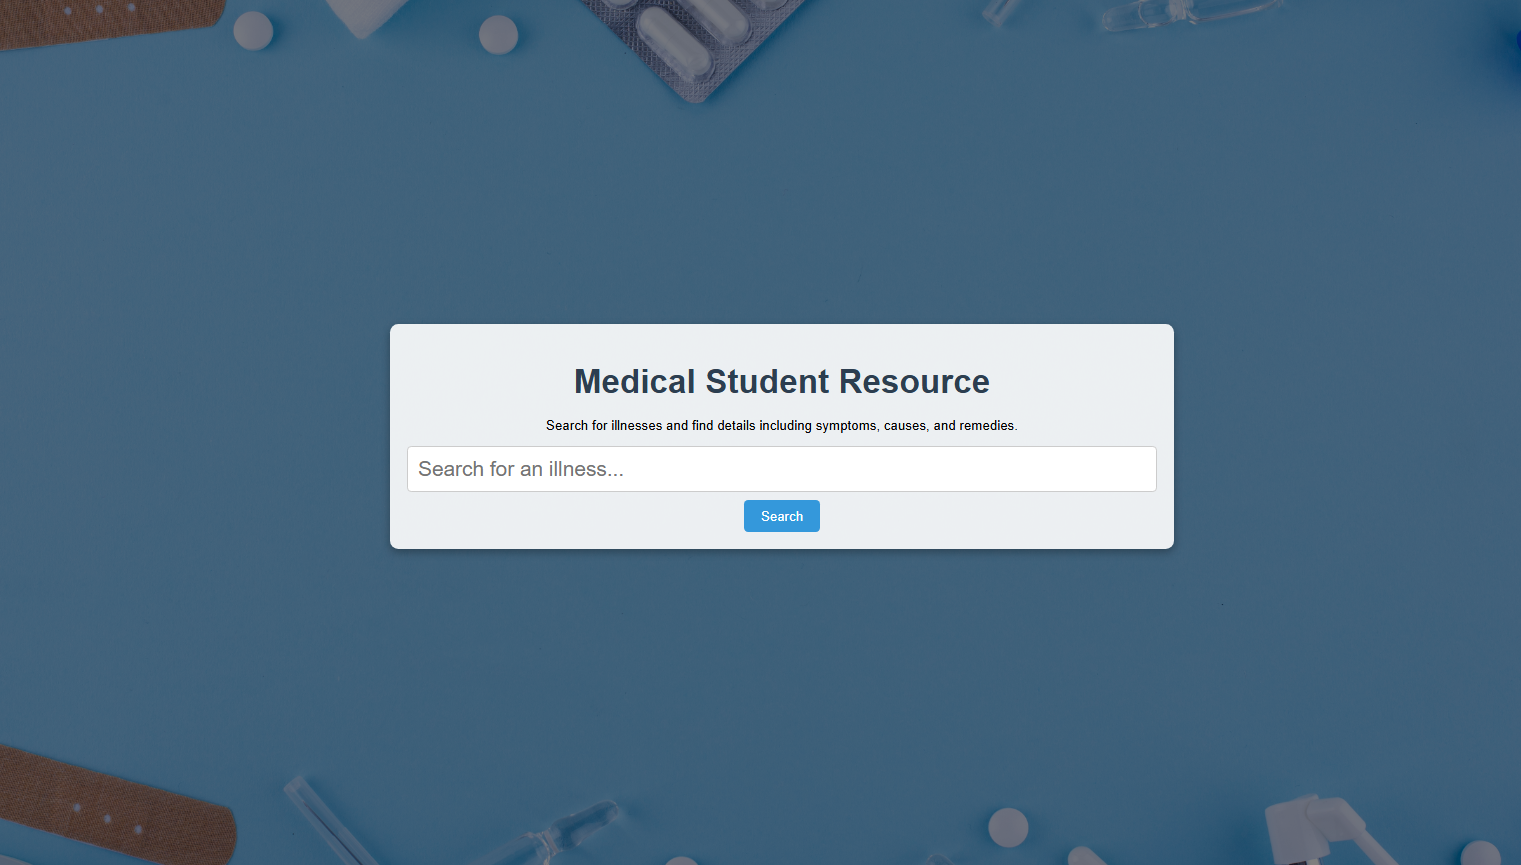 Medical Student Resource
Search for illnesses and find details including symptoms, causes, and remedies.
Search for an illness...
Search